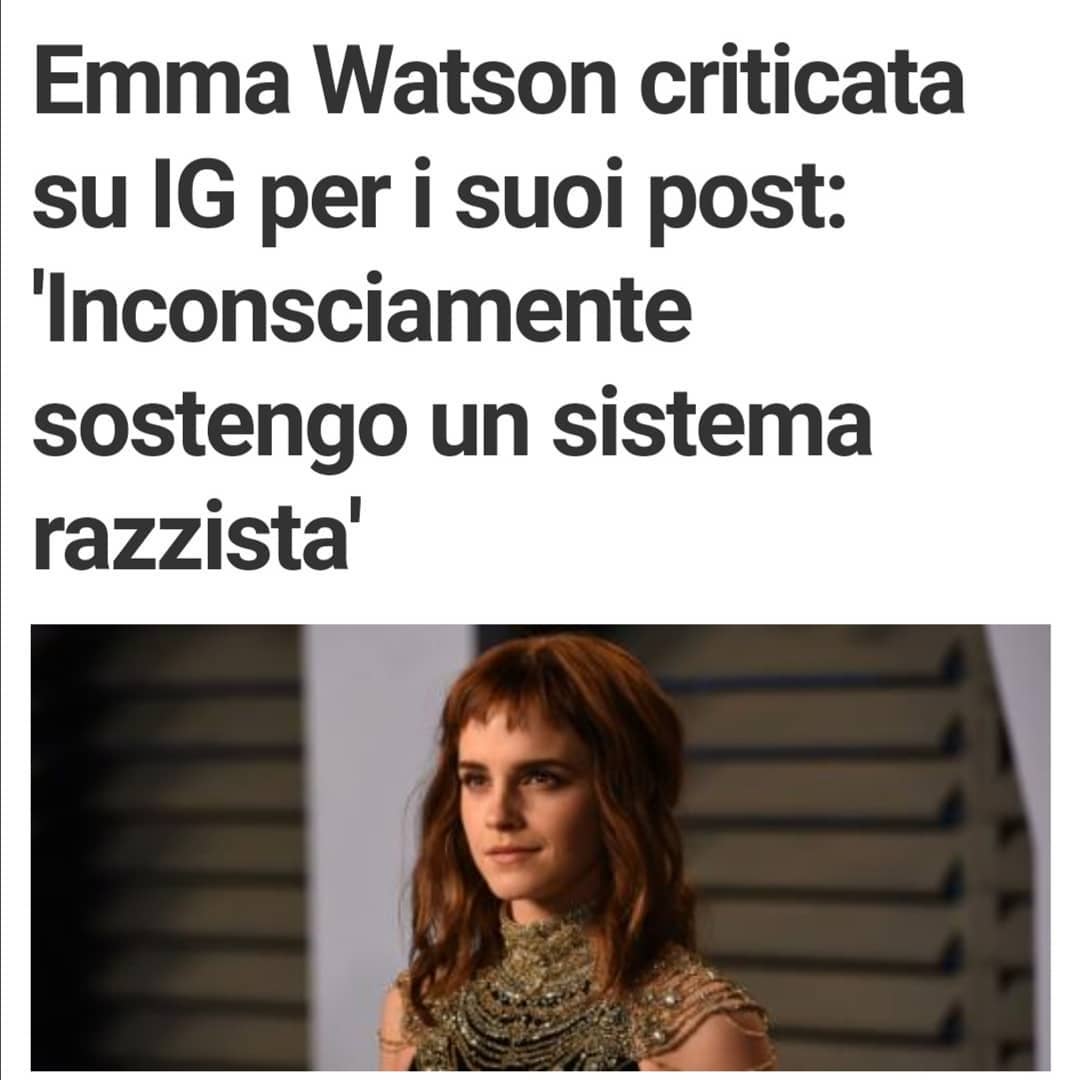 Emma Watson criticata
su IG per i suoi post:
'Inconsciamente
sostengo un sistema
razzista'